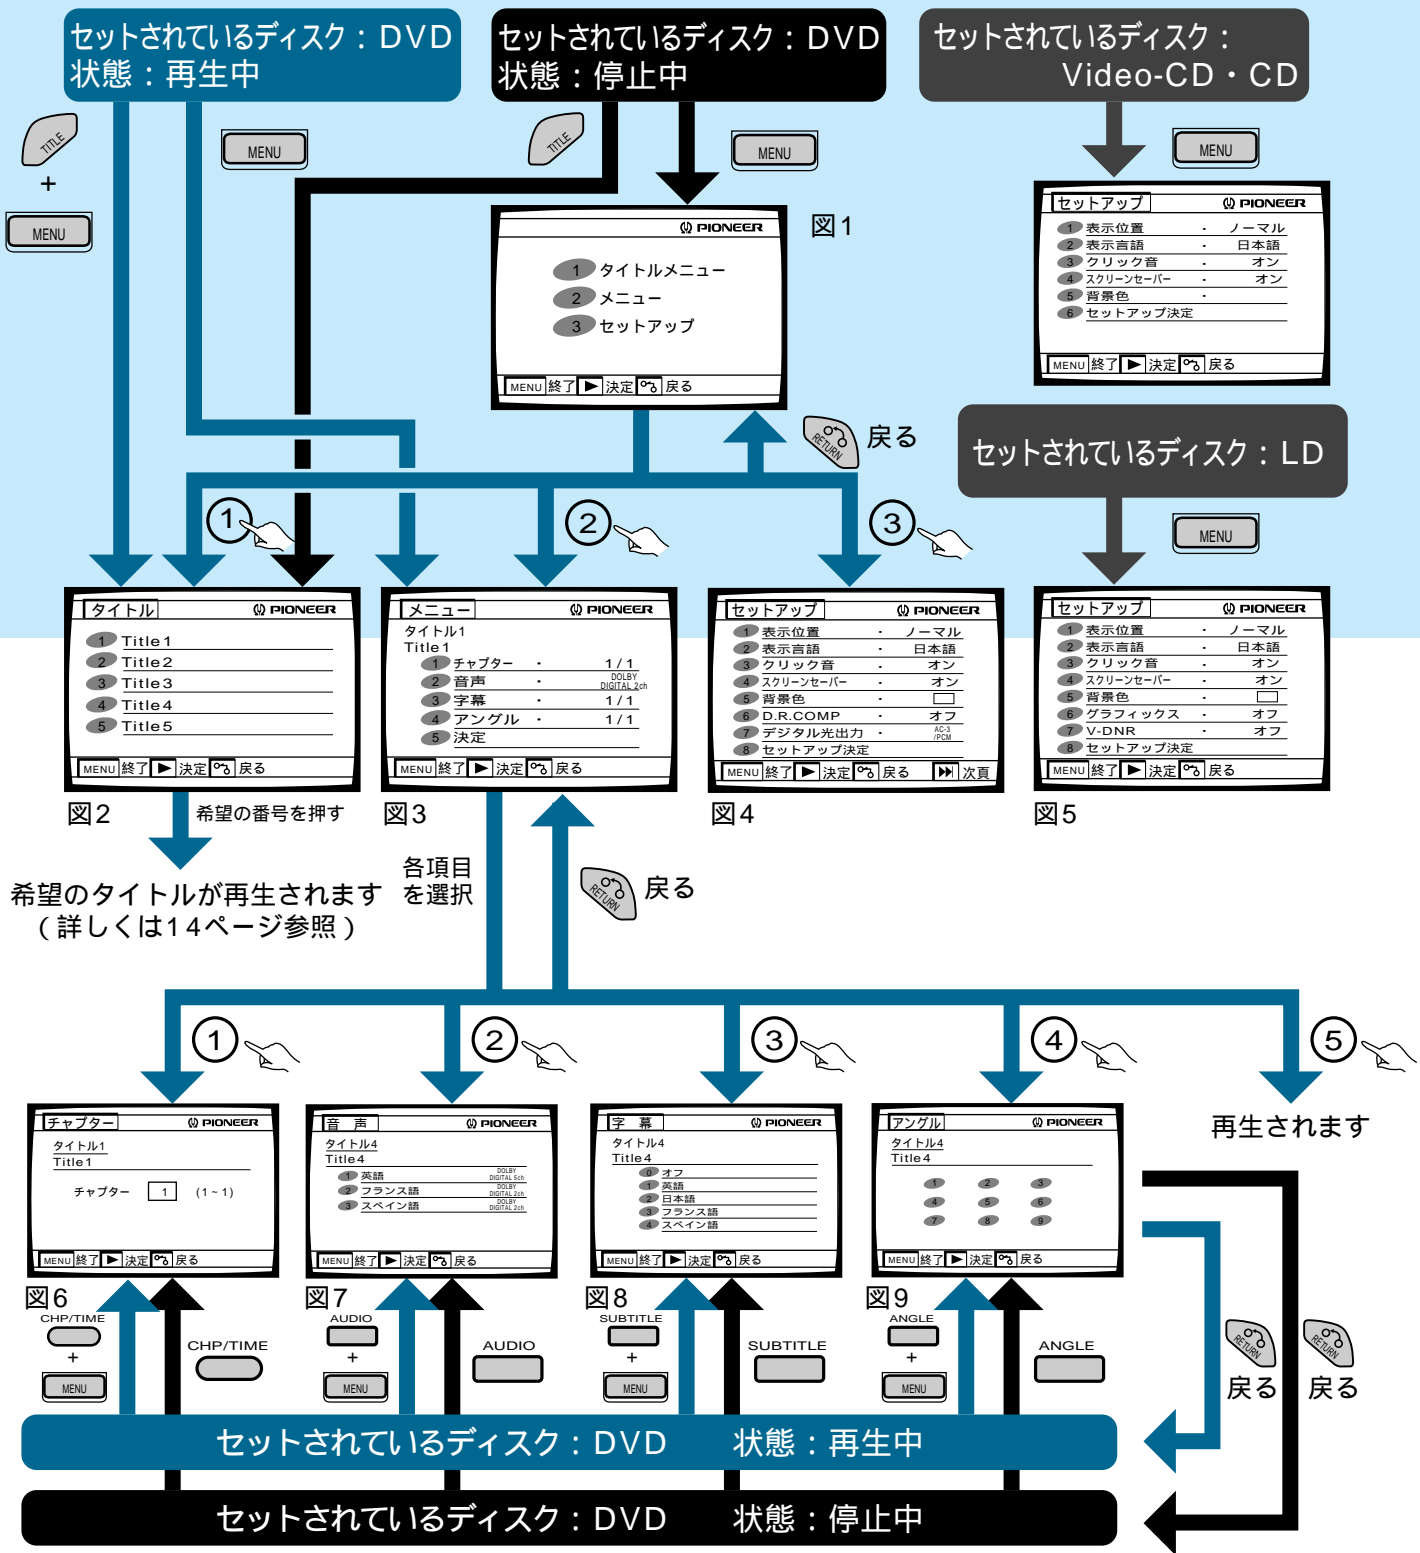 セットされているディスク：DVD
状態：再生中
セットされているディスク：DVD
状態：停止中
セットされているディスク：
Video-CD・CD
TITLE
+
MENU
MENU
TITLE
MENU
MENU
PIONEER
1 タイトルメニュー
2 メニュー
3 セットアップ
MENU 終了 ▶ 決定 戻る
図1
セットアップ PIONEER
1 表示位置 ・ ノーマル
2 表示言語 ・ 日本語
3 クリック音 ・ オン
4 スクリーンセーバー ・ オン
5 背景色 ・
6 セットアップ決定
MENU 終了 ▶ 決定 戻る
RETURN 戻る
セットされているディスク：LD
MENU
① ② ③
タイトル PIONEER
1 Title1
2 Title2
3 Title3
4 Title4
5 Title5
MENU 終了 ▶ 決定 戻る
図2
メニュー PIONEER
タイトル1
Title1
1 チャプター ・ 1/1
2 音声 ・ DOLBY DIGITAL 2ch
3 字幕 ・ 1/1
4 アングル ・ 1/1
5 決定
MENU 終了 ▶ 決定 戻る
図3
セットアップ PIONEER
1 表示位置 ・ ノーマル
2 表示言語 ・ 日本語
3 クリック音 ・ オン
4 スクリーンセーバー ・ オン
5 背景色 ・
6 D.R.COMP ・ オフ
7 デジタル光出力 ・ AC-3 /PCM
8 セットアップ決定
MENU 終了 ▶ 決定 戻る ▶▶| 次頁
図4
セットアップ PIONEER
1 表示位置 ・ ノーマル
2 表示言語 ・ 日本語
3 クリック音 ・ オン
4 スクリーンセーバー ・ オン
5 背景色 ・
6 グラフィックス ・ オフ
7 V-DNR ・ オフ
8 セットアップ決定
MENU 終了 ▶ 決定 戻る
図5
希望の番号を押す
希望のタイトルが再生されます
（詳しくは14ページ参照）
各項目
を選択
RETURN 戻る
① ② ③ ④ ⑤
チャプター PIONEER
タイトル1
Title1
チャプター 1 (1~1)
MENU 終了 ▶ 決定 戻る
図6
音 声 PIONEER
タイトル4
Title4
1 英語 DOLBY DIGITAL 5ch
2 フランス語 DOLBY DIGITAL 2ch
3 スペイン語 DOLBY DIGITAL 2ch
MENU 終了 ▶ 決定 戻る
図7
字 幕 PIONEER
タイトル4
Title4
0 オフ
1 英語
2 日本語
3 フランス語
4 スペイン語
MENU 終了 ▶ 決定 戻る
図8
アングル PIONEER
タイトル4
Title4
1 2 3
4 5 6
7 8 9
MENU 終了 ▶ 決定 戻る
図9
再生されます
CHP/TIME
+
MENU
CHP/TIME
AUDIO
+
MENU
AUDIO
SUBTITLE
+
MENU
SUBTITLE
ANGLE
+
MENU
ANGLE
RETURN 戻る
RETURN 戻る
セットされているディスク：DVD 状態：再生中
セットされているディスク：DVD 状態：停止中